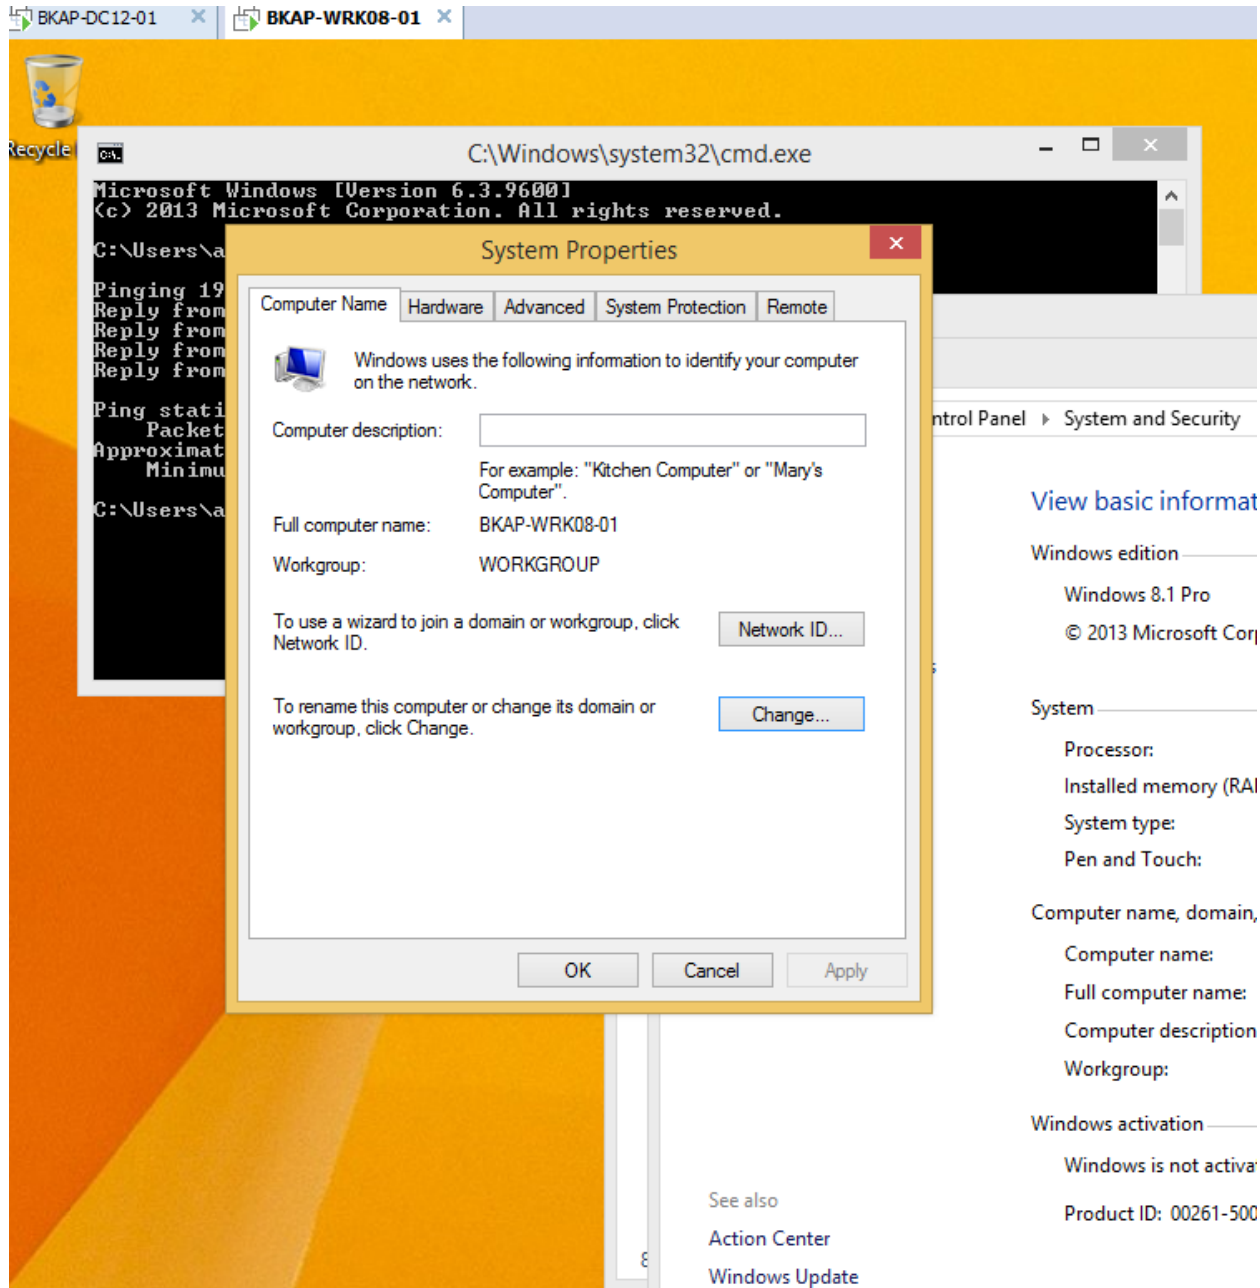 BKAP-DC12-01
BKAP-WRK08-01
Recycle
C:\Windows\system32\cmd.exe
Microsoft Windows [Version 6.3.9600]
(c) 2013 Microsoft Corporation. All rights reserved.
C:\Users\a
Pinging 19
Reply from
Reply from
Reply from
Reply from
Ping stati
Packet
Approximat
Minimu
C:\Users\a
System Properties
Computer Name
Hardware
Advanced
System Protection
Remote
Windows uses the following information to identify your computer
on the network.
Computer description:
For example: "Kitchen Computer" or "Mary's
Computer".
Full computer name: BKAP-WRK08-01
Workgroup: WORKGROUP
To use a wizard to join a domain or workgroup, click
Network ID.
Network ID...
To rename this computer or change its domain or
workgroup, click Change.
Change...
OK
Cancel
Apply
ntrol Panel
System and Security
View basic informat
Windows edition
Windows 8.1 Pro
© 2013 Microsoft Cor
System
Processor:
Installed memory (RA
System type:
Pen and Touch:
Computer name, domain,
Computer name:
Full computer name:
Computer description
Workgroup:
Windows activation
Windows is not activa
Product ID: 00261-500
See also
Action Center
Windows Update